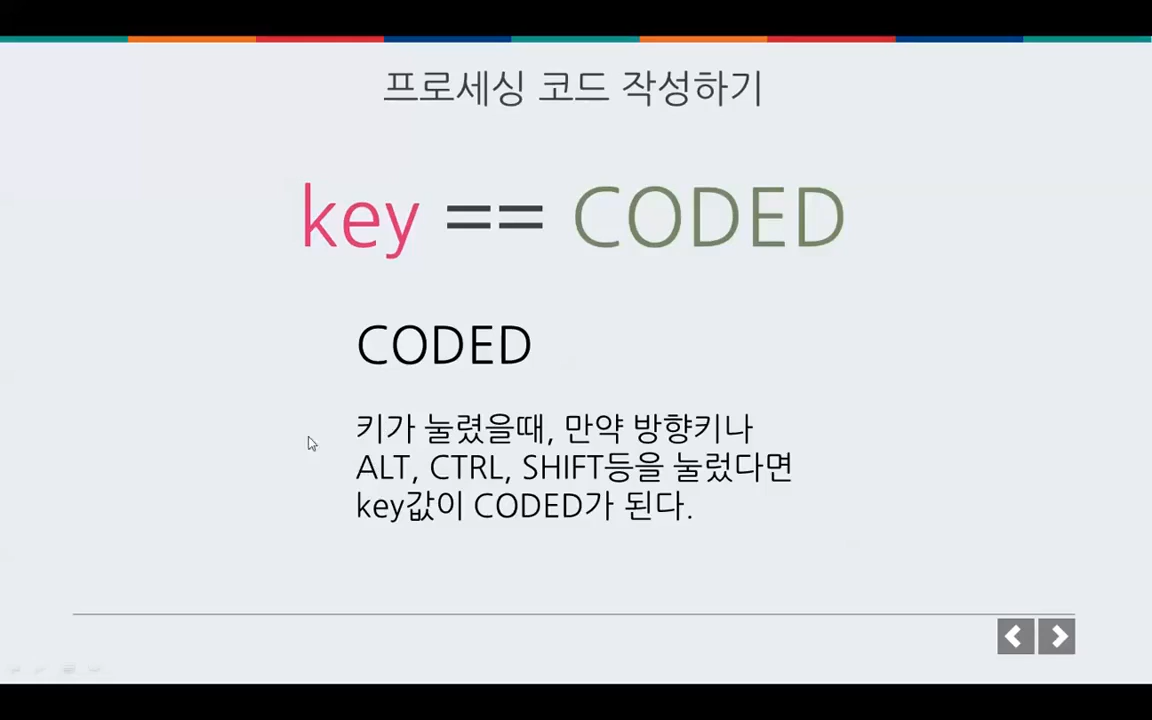 프로세싱 코드 작성하기
key == CODED
CODED
키가 눌렸을때, 만약 방향키나
ALT, CTRL, SHIFT등을 눌렀다면
key값이 CODED가 된다.